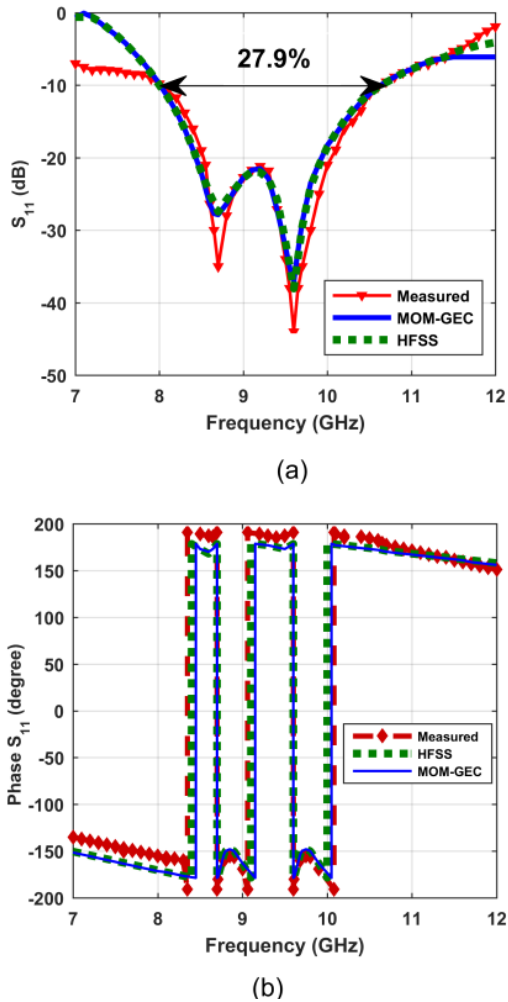 0
-10
-20
-30
-40
-50
S11 (dB)
27.9%
Measured
MOM-GEC
HFSS
7 8 9 10 11 12
Frequency (GHz)
(a)
200
150
100
50
0
-50
-100
-150
-200
Phase S11 (degree)
Measured
HFSS
MOM-GEC
7 8 9 10 11 12
Frequency (GHz)
(b)